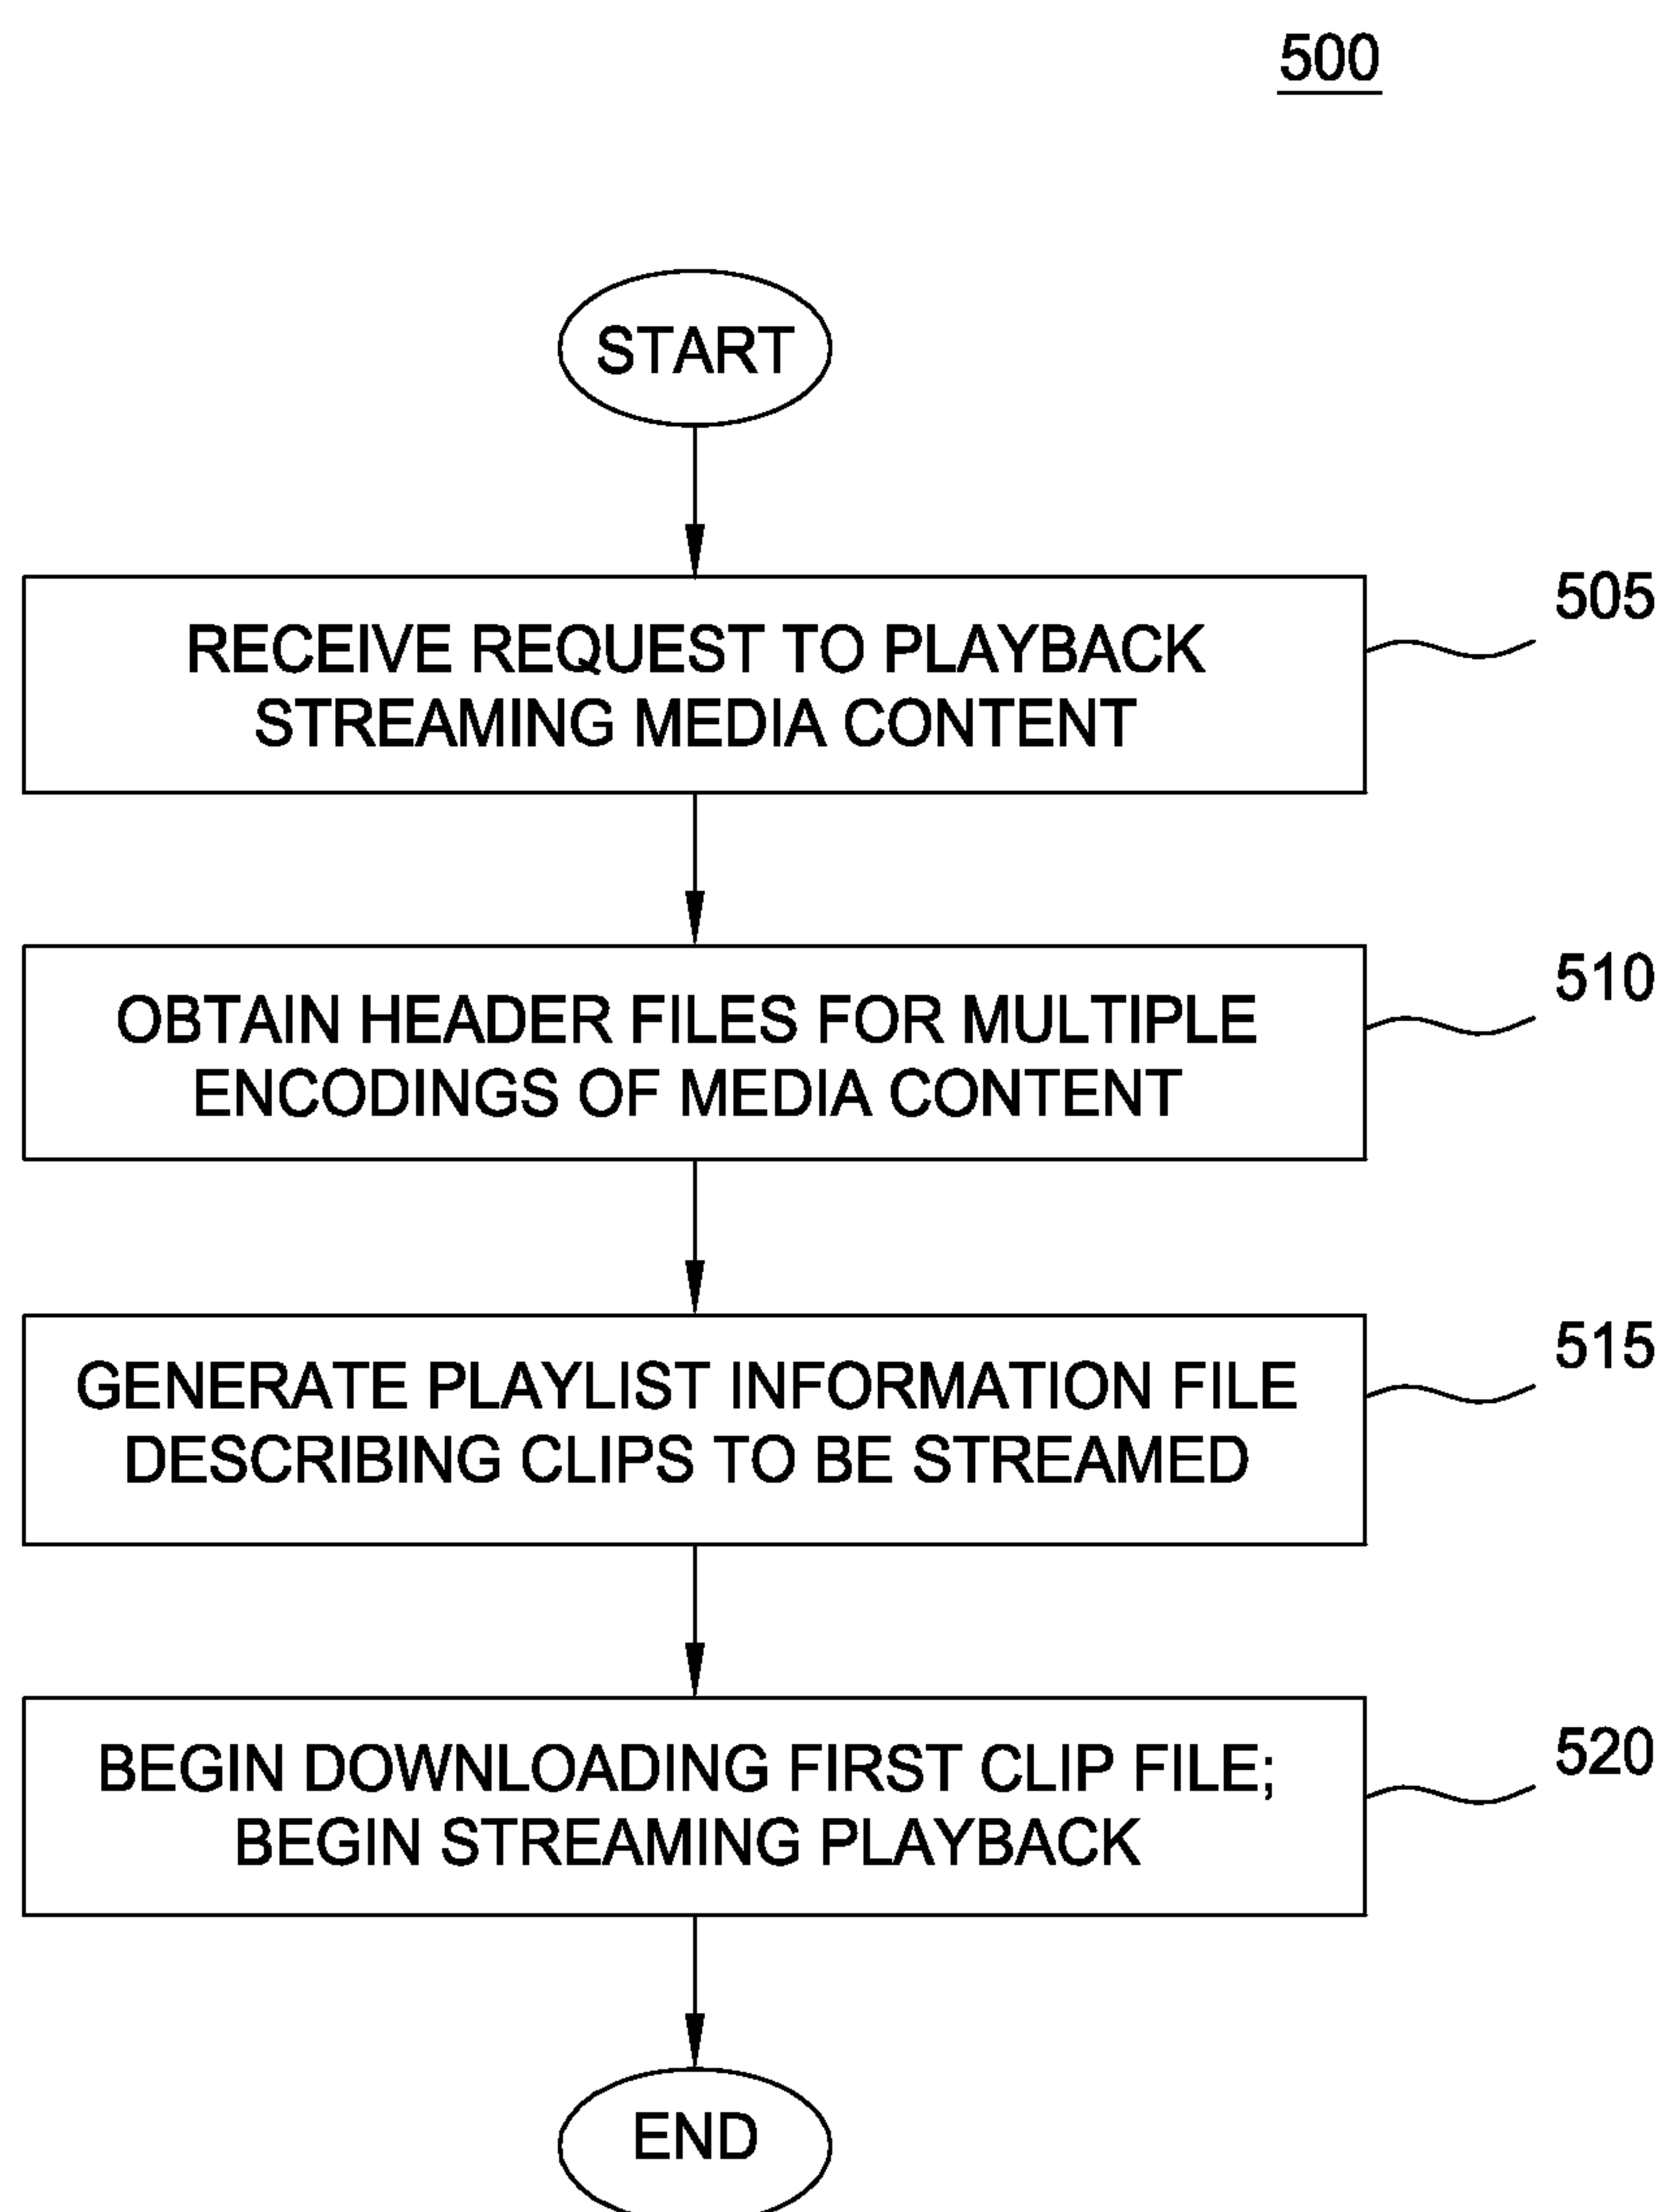 500
START
RECEIVE REQUEST TO PLAYBACK
STREAMING MEDIA CONTENT
505
OBTAIN HEADER FILES FOR MULTIPLE
ENCODINGS OF MEDIA CONTENT
510
GENERATE PLAYLIST INFORMATION FILE
DESCRIBING CLIPS TO BE STREAMED
515
BEGIN DOWNLOADING FIRST CLIP FILE;
BEGIN STREAMING PLAYBACK
520
END